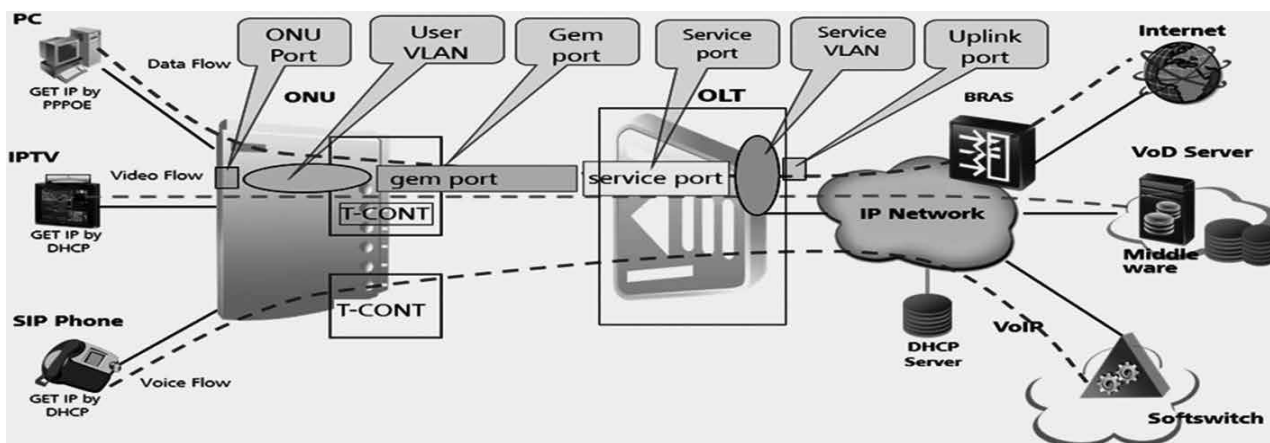 PC
GET IP by
PPPOE
Data Flow
ONU
Port
User
VLAN
Gem
port
Service
port
Service
VLAN
Uplink
port
Internet
ONU
OLT
BRAS
IPTV
Video Flow
GET IP by
DHCP
gem port
service port
T-CONT
IP Network
VoD Server
Middle
ware
T-CONT
SIP Phone
Voice Flow
GET IP by
DHCP
DHCP
Server
VoIR
Softswitch